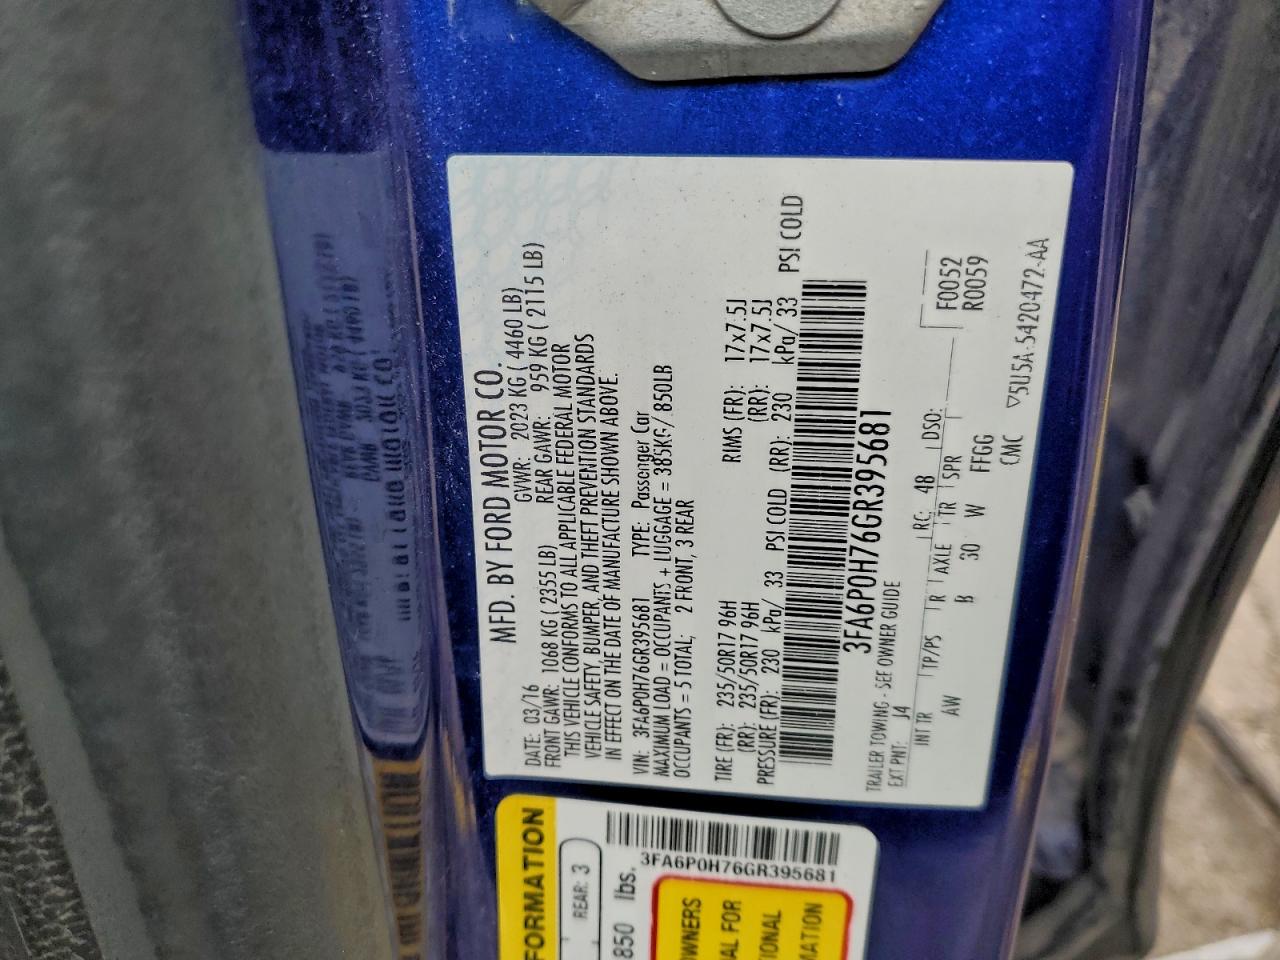 MFD. BY FORD MOTOR CO.
DATE: 03/16 GVWR: 2023 KG ( 4460 LB)
FRONT GAWR: 1068 KG ( 2355 LB) REAR GAWR: 959 KG ( 2115 LB)
THIS VEHICLE CONFORMS TO ALL APPLICABLE FEDERAL MOTOR
VEHICLE SAFETY, BUMPER, AND THEFT PREVENTION STANDARDS
IN EFFECT ON THE DATE OF MANUFACTURE SHOWN ABOVE.
VIN: 3FA6P0H76GR395681 TYPE: Passenger Car
MAXIMUM LOAD = OCCUPANTS + LUGGAGE = 385KG/ 850LB
OCCUPANTS = 5 TOTAL; 2 FRONT, 3 REAR
TIRE (FR): 235/50R17 96H RIMS (FR): 17x7.5J
(RR): 235/50R17 96H (RR): 17x7.5J
PRESSURE (FR): 230 kPa/ 33 PSI COLD (RR): 230 kPa/ 33 PSI COLD
3FA6P0H76GR395681
TRAILER TOWING - SEE OWNER GUIDE
EXT PNT: J4 RC: 48 DSO: F0052
R0059
INT TR TP/PS R AXLE TR SPR
AW B 30 W FFGG
CNC
▽5U5A-5420472-AA
FORMATION
REAR: 3
850 lbs.
3FA6P0H76GR395681
OWNERS
AL FOR
IONAL
MATION